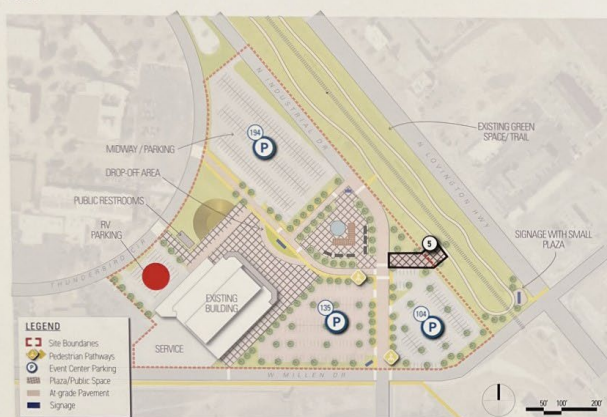 N INDUSTRIAL DR
194
P
EXISTING GREEN
SPACE/ TRAIL
MIDWAY / PARKING
DROP-OFF AREA
N LOVINGTON HWY
PUBLIC RESTROOMS
RV
PARKING
5
SIGNAGE WITH SMALL
PLAZA
THUNDERBIRD CIR
EXISTING
BUILDING
135
P
104
P
SERVICE
W MILLEN DR
LEGEND
Site Boundaries
Pedestrian Pathways
P
Event Center Parking
Plaza/Public Space
At-grade Pavement
Signage
50' 100' 200'